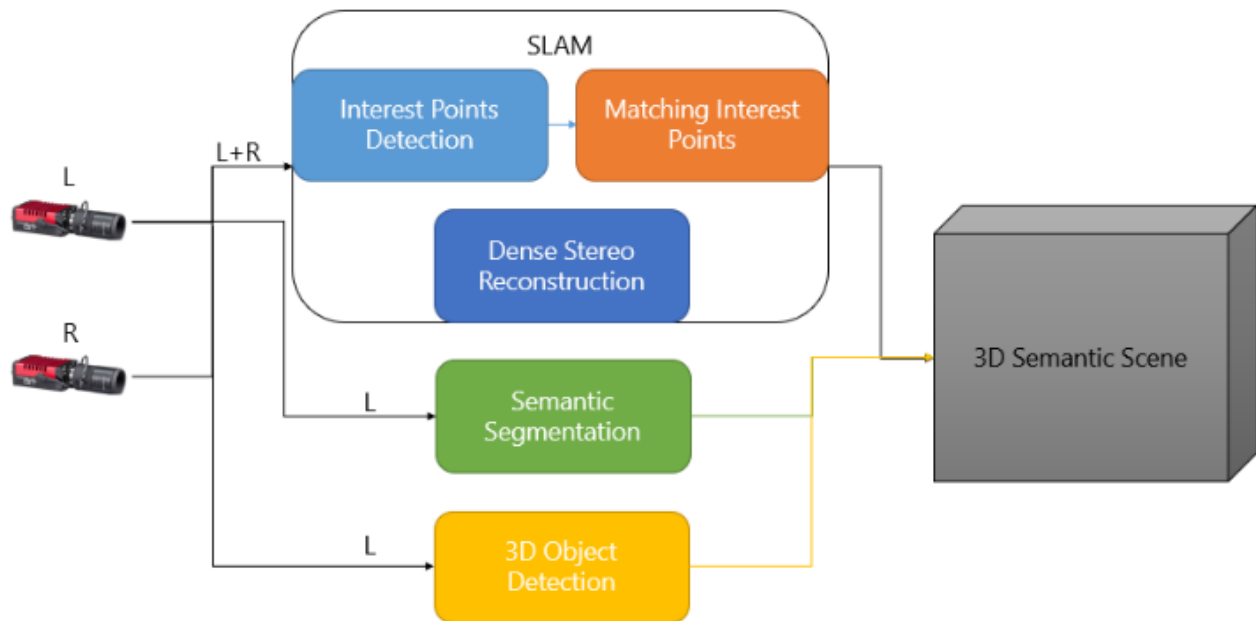 SLAM
Interest Points
Detection
Matching Interest
Points
L+R
L
Dense Stereo
Reconstruction
R
3D Semantic Scene
L
Semantic
Segmentation
L
3D Object
Detection